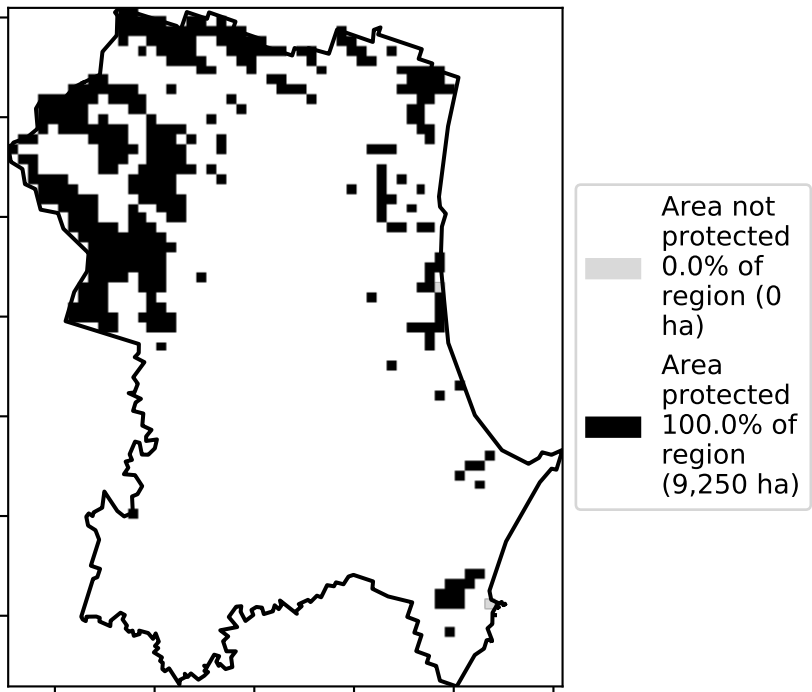 Area not
protected
0.0% of
region (0
ha)
Area
protected
100.0% of
region
(9,250 ha)